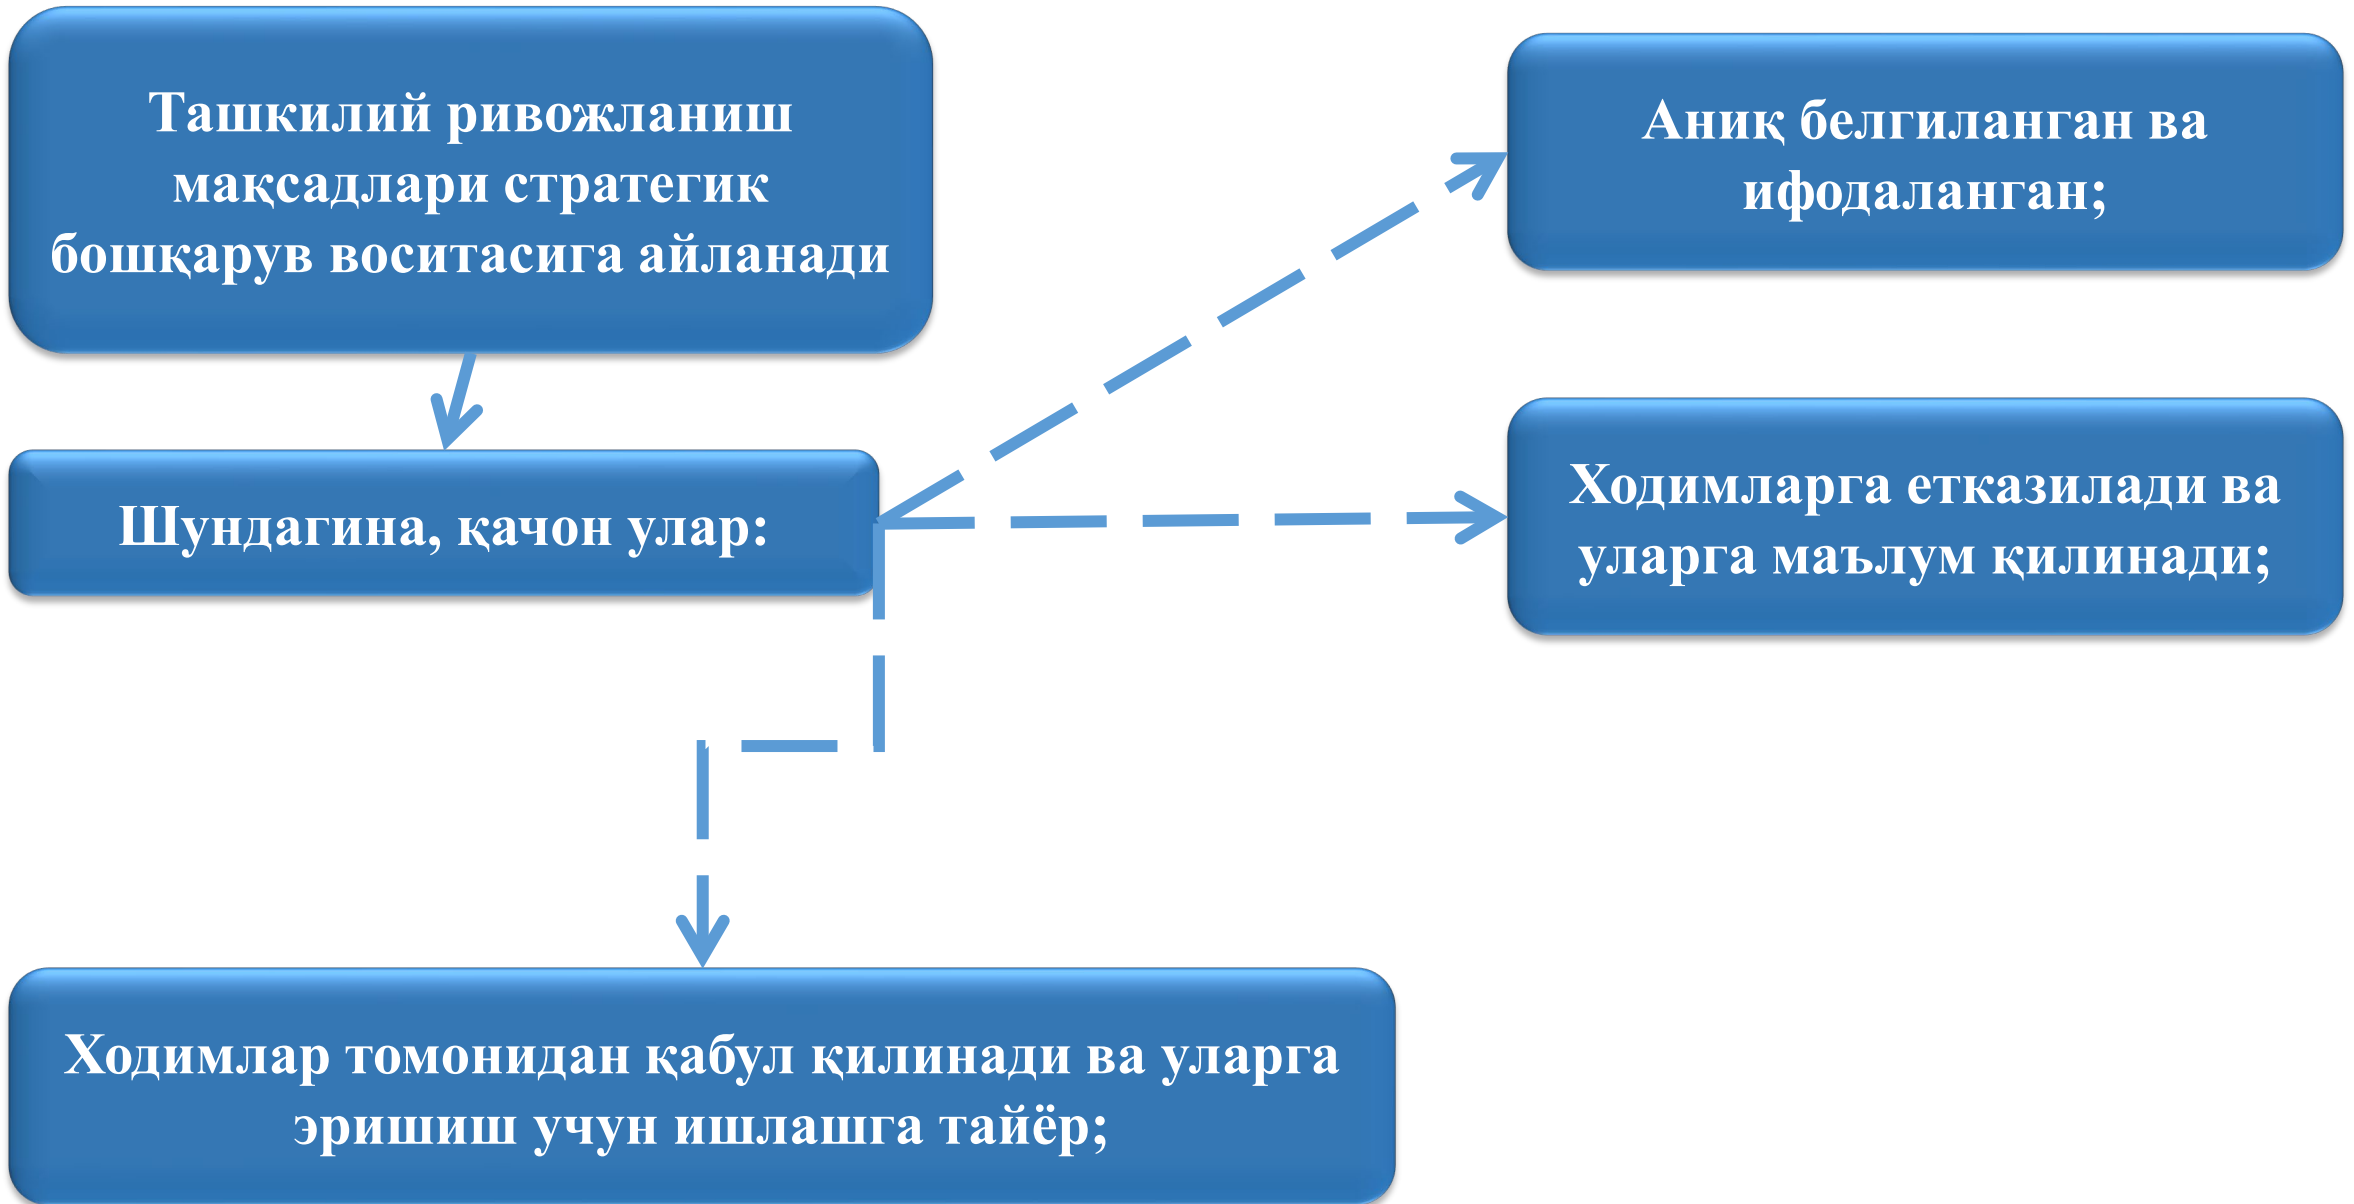 Ташкилий ривожланиш
мақсадлари стратегик
бошқарув воситасига айланади
Шундагина, қачон улар:
Аниқ белгиланган ва
ифодаланган;
Ходимларга етказилади ва
уларга маълум қилинади;
Ходимлар томонидан қабул қилинади ва уларга
эришиш учун ишлашга тайёр;